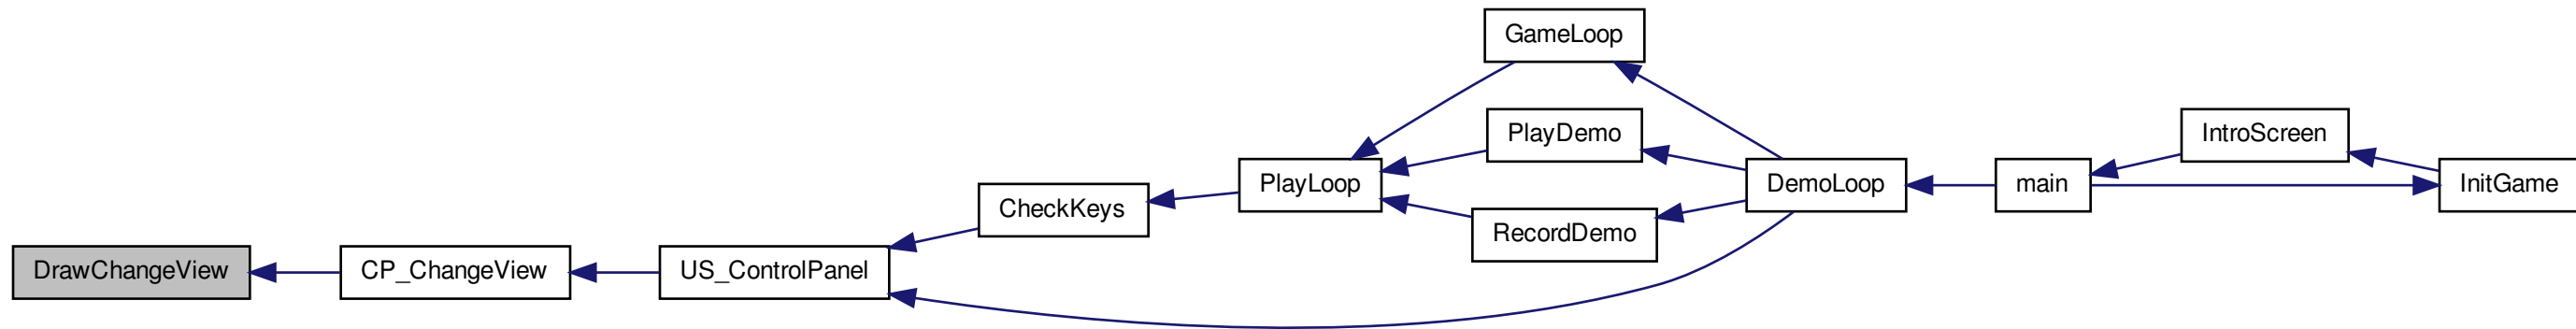 GameLoop
PlayDemo
IntroScreen
CheckKeys
PlayLoop
DemoLoop
main
InitGame
RecordDemo
DrawChangeView
CP_ChangeView
US_ControlPanel